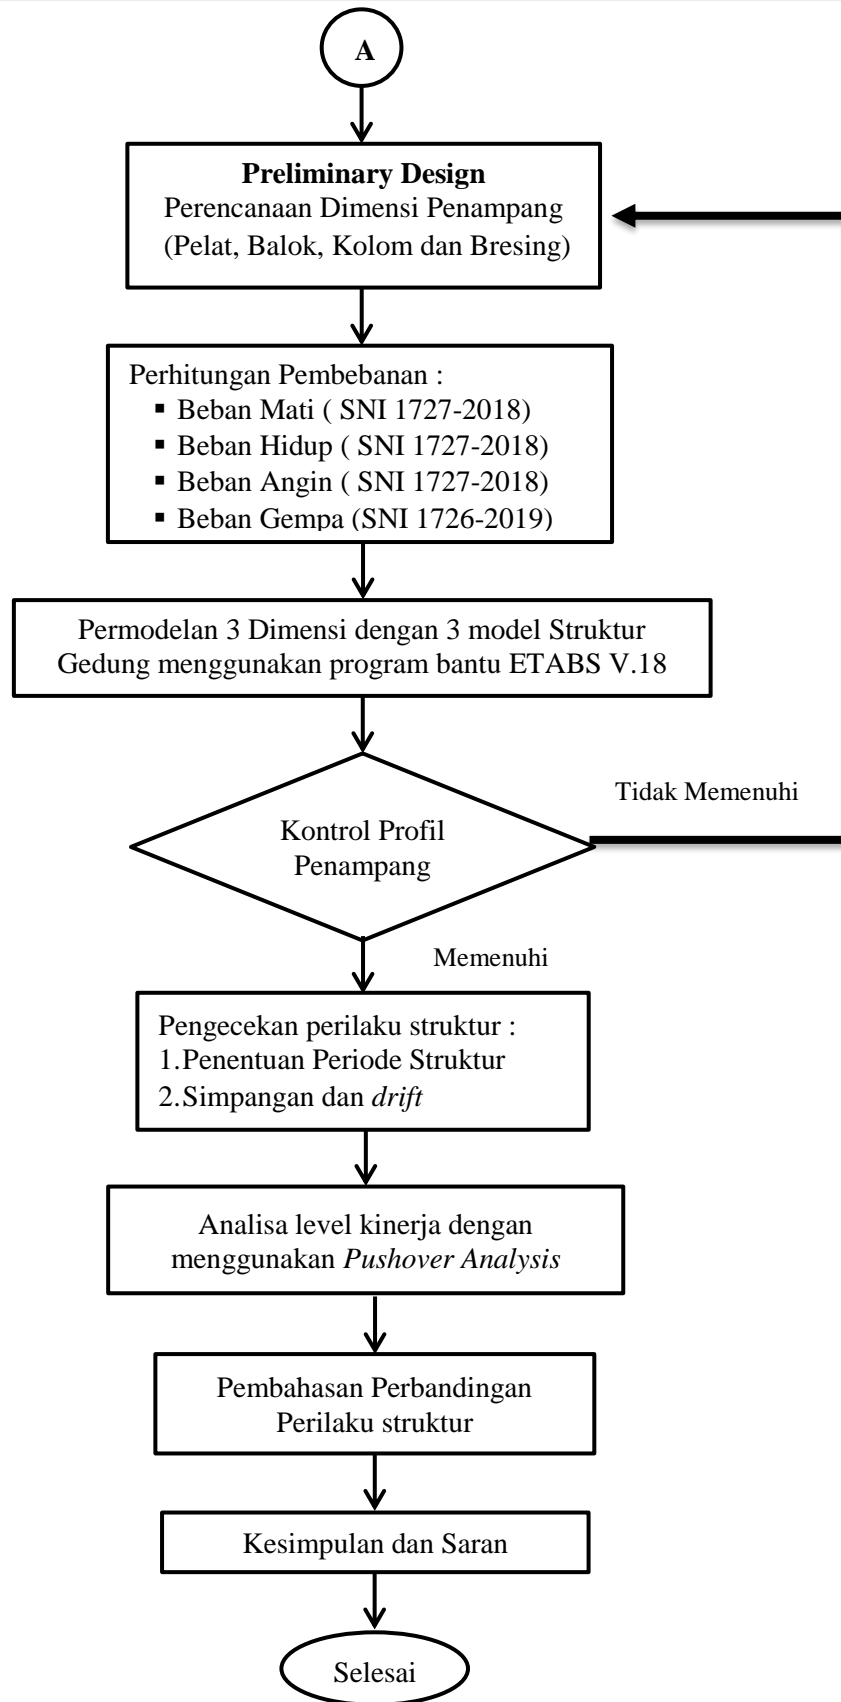 A
Preliminary Design
Perencanaan Dimensi Penampang
(Pelat, Balok, Kolom dan Bresing)
Perhitungan Pembebanan :
▪ Beban Mati ( SNI 1727-2018)
▪ Beban Hidup ( SNI 1727-2018)
▪ Beban Angin ( SNI 1727-2018)
▪ Beban Gempa (SNI 1726-2019)
Permodelan 3 Dimensi dengan 3 model Struktur
Gedung menggunakan program bantu ETABS V.18
Tidak Memenuhi
Kontrol Profil
Penampang
Memenuhi
Pengecekan perilaku struktur :
1.Penentuan Periode Struktur
2.Simpangan dan drift
Analisa level kinerja dengan
menggunakan Pushover Analysis
Pembahasan Perbandingan
Perilaku struktur
Kesimpulan dan Saran
Selesai